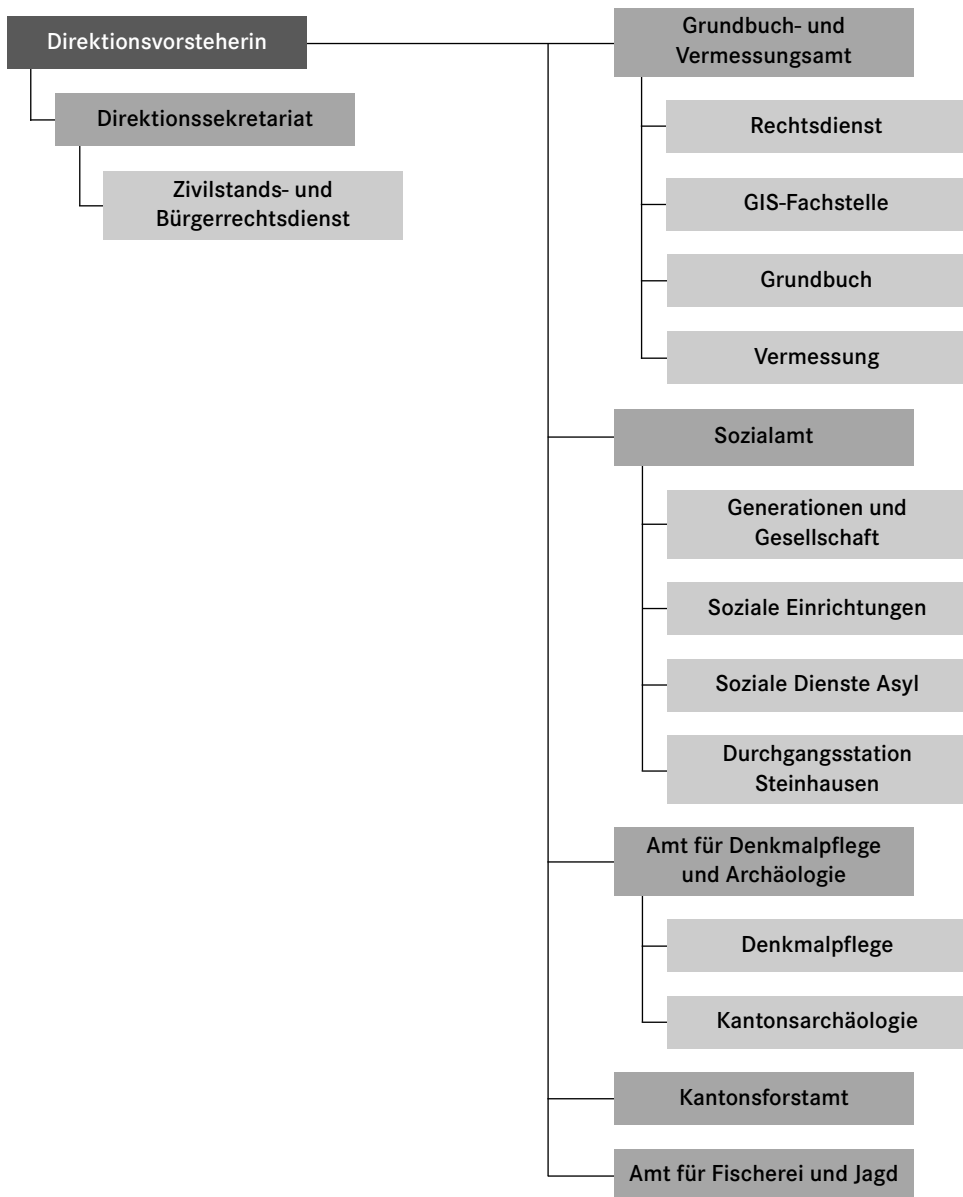 Direktionsvorsteherin
Direktionssekretariat
Zivilstands- und
Bürgerrechtsdienst
Grundbuch- und
Vermessungsamt
Rechtsdienst
GIS-Fachstelle
Grundbuch
Vermessung
Sozialamt
Generationen und
Gesellschaft
Soziale Einrichtungen
Soziale Dienste Asyl
Durchgangsstation
Steinhausen
Amt für Denkmalpflege
und Archäologie
Denkmalpflege
Kantonsarchäologie
Kantonsforstamt
Amt für Fischerei und Jagd